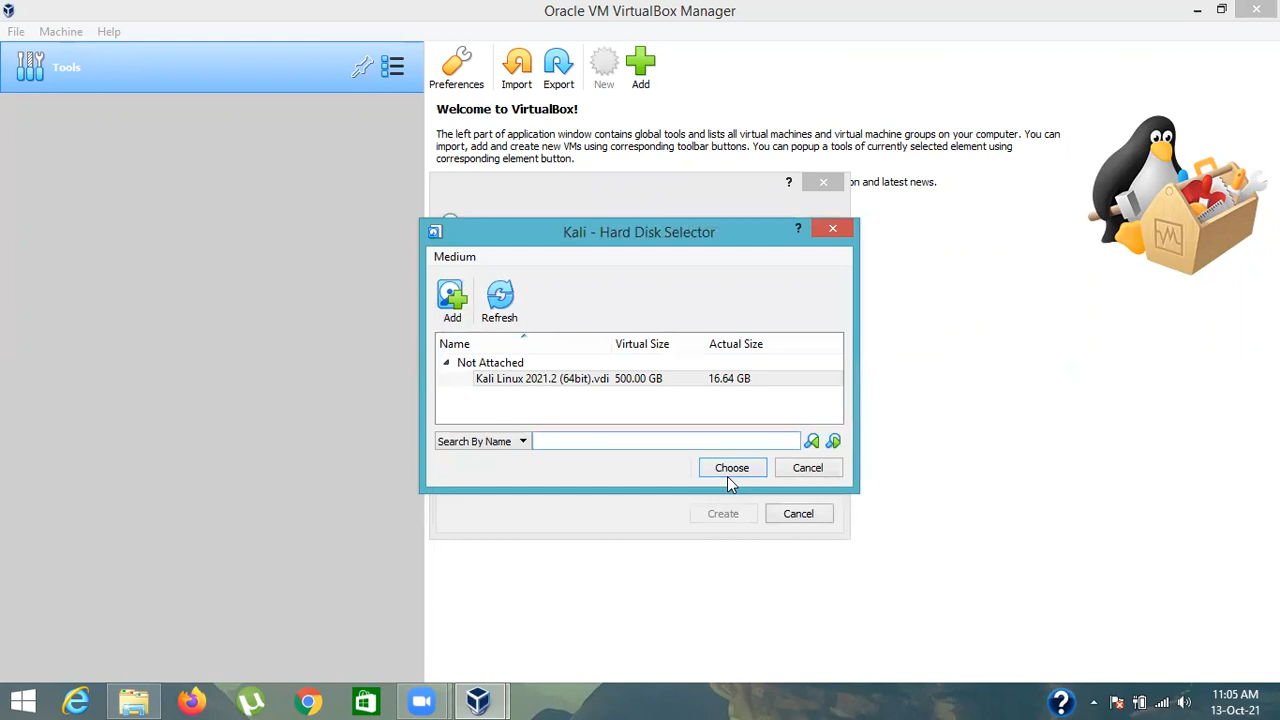 Oracle VM VirtualBox Manager
File Machine Help
Tools
Preferences Import Export New Add
Welcome to VirtualBox!
The left part of application window contains global tools and lists all virtual machines and virtual machine groups on your computer. You can
import, add and create new VMs using corresponding toolbar buttons. You can popup a tools of currently selected element using
corresponding element button.
? on and latest news.
Kali - Hard Disk Selector ?
Medium
Add Refresh
Name Virtual Size Actual Size
Not Attached
Kali Linux 2021.2 (64bit).vdi 500.00 GB 16.64 GB
Search By Name
Choose Cancel
Create Cancel
? 11:05 AM
13-Oct-21